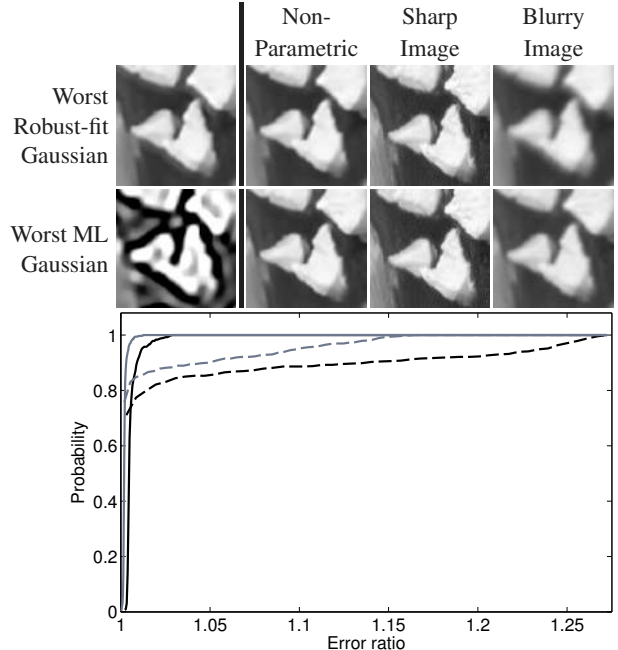 Non-
Parametric
Sharp
Image
Blurry
Image
Worst
Robust-fit
Gaussian
Worst ML
Gaussian
1
0.8
0.6
0.4
0.2
0
Probability
1
1.05
1.1
1.15
1.2
1.25
Error ratio